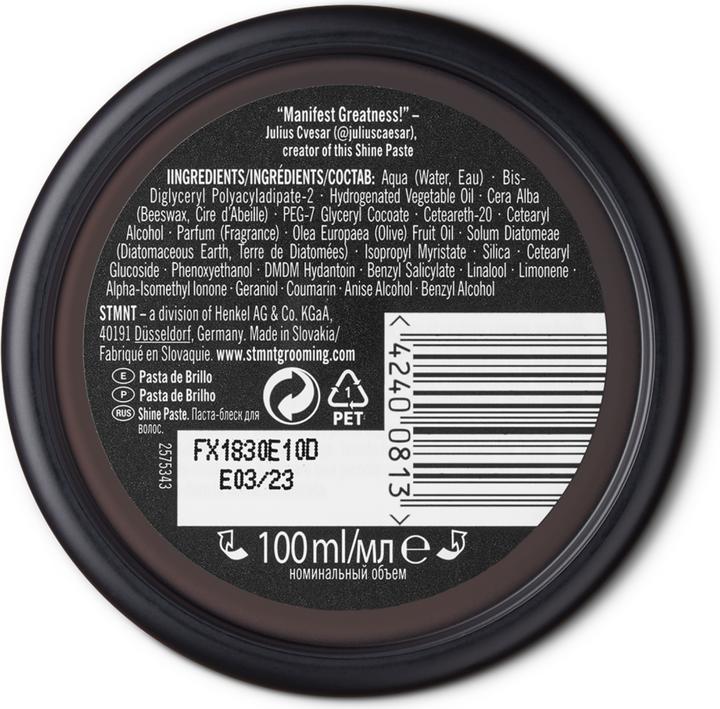 “Manifest Greatness!” –
Julius Cvesar (@juliuscaesar),
creator of this Shine Paste
IINGREDIENTS/INGRÉDIENTS/COCTAB: Aqua (Water, Eau) · Bis-
Diglyceryl Polyacyladipate-2 · Hydrogenated Vegetable Oil · Cera Alba
(Beeswax, Cire d’Abeille) · PEG-7 Glyceryl Cocoate · Ceteareth-20 · Cetearyl
Alcohol · Parfum (Fragrance) · Olea Europaea (Olive) Fruit Oil · Solum Diatomeae
(Diatomaceous Earth, Terre de Diatomées) · Isopropyl Myristate · Silica · Cetearyl
Glucoside · Phenoxyethanol · DMDM Hydantoin · Benzyl Salicylate · Linalool · Limonene ·
Alpha-Isomethyl Ionone · Geraniol · Coumarin · Anise Alcohol · Benzyl Alcohol
STMNT – a division of Henkel AG & Co. KGaA,
40191 Düsseldorf, Germany. Made in Slovakia/
Fabriqué en Slovaquie. www.stmntgrooming.com
E Pasta de Brillo
P Pasta de Brilho
RUS Shine Paste. Паста-блеск для
волос.
1
PET
2575343
FX1830E10D
E03/23
< 4240 0813 >
100 ml/мл e
номинальный объем